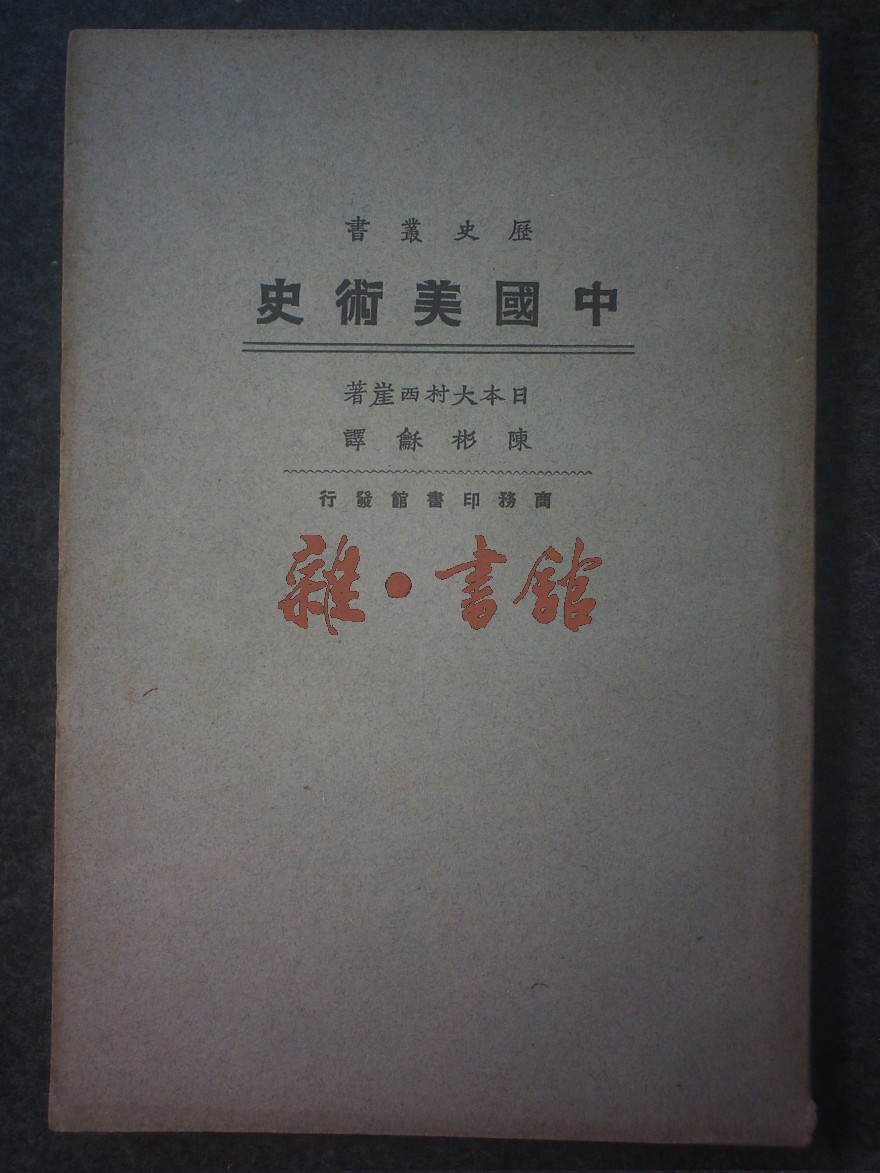 歷史叢書
中國美術史
日本大村西崖著
陳彬龢譯
商務印書館發行
雜·書館